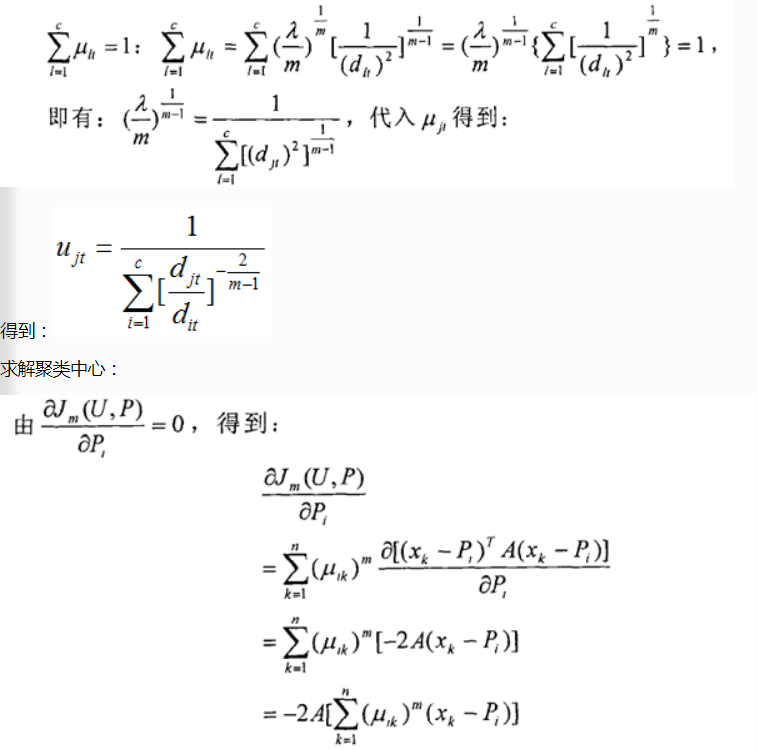 $\sum_{l=1}^{c} \mu_{lt} = 1$：$\sum_{l=1}^{c} \mu_{lt} = \sum_{l=1}^{c} (\frac{\lambda}{m})^{\frac{1}{m}} [\frac{1}{(d_{lt})^2}]^{\frac{1}{m-1}} = (\frac{\lambda}{m})^{\frac{1}{m-1}} \{\sum_{l=1}^{c} [\frac{1}{(d_{lt})^2}]^{\frac{1}{m}}\} = 1$，
即有：$(\frac{\lambda}{m})^{\frac{1}{m-1}} = \frac{1}{\sum_{l=1}^{c} [(d_{jt})^2]^{\frac{1}{m-1}}}$，代入 $\mu_{jt}$ 得到：
得到：$u_{jt} = \frac{1}{\sum_{i=1}^{c} [\frac{d_{jt}}{d_{it}}]^{-\frac{2}{m-1}}}$
求解聚类中心：
由 $\frac{\partial J_m(U,P)}{\partial P_i} = 0$，得到：
$\frac{\partial J_m(U,P)}{\partial P_i}$
$= \sum_{k=1}^{n} (\mu_{ik})^m \frac{\partial [(x_k - P_i)^T A(x_k - P_i)]}{\partial P_i}$
$= \sum_{k=1}^{n} (\mu_{ik})^m [-2A(x_k - P_i)]$
$= -2A[\sum_{k=1}^{n} (\mu_{ik})^m (x_k - P_i)]$